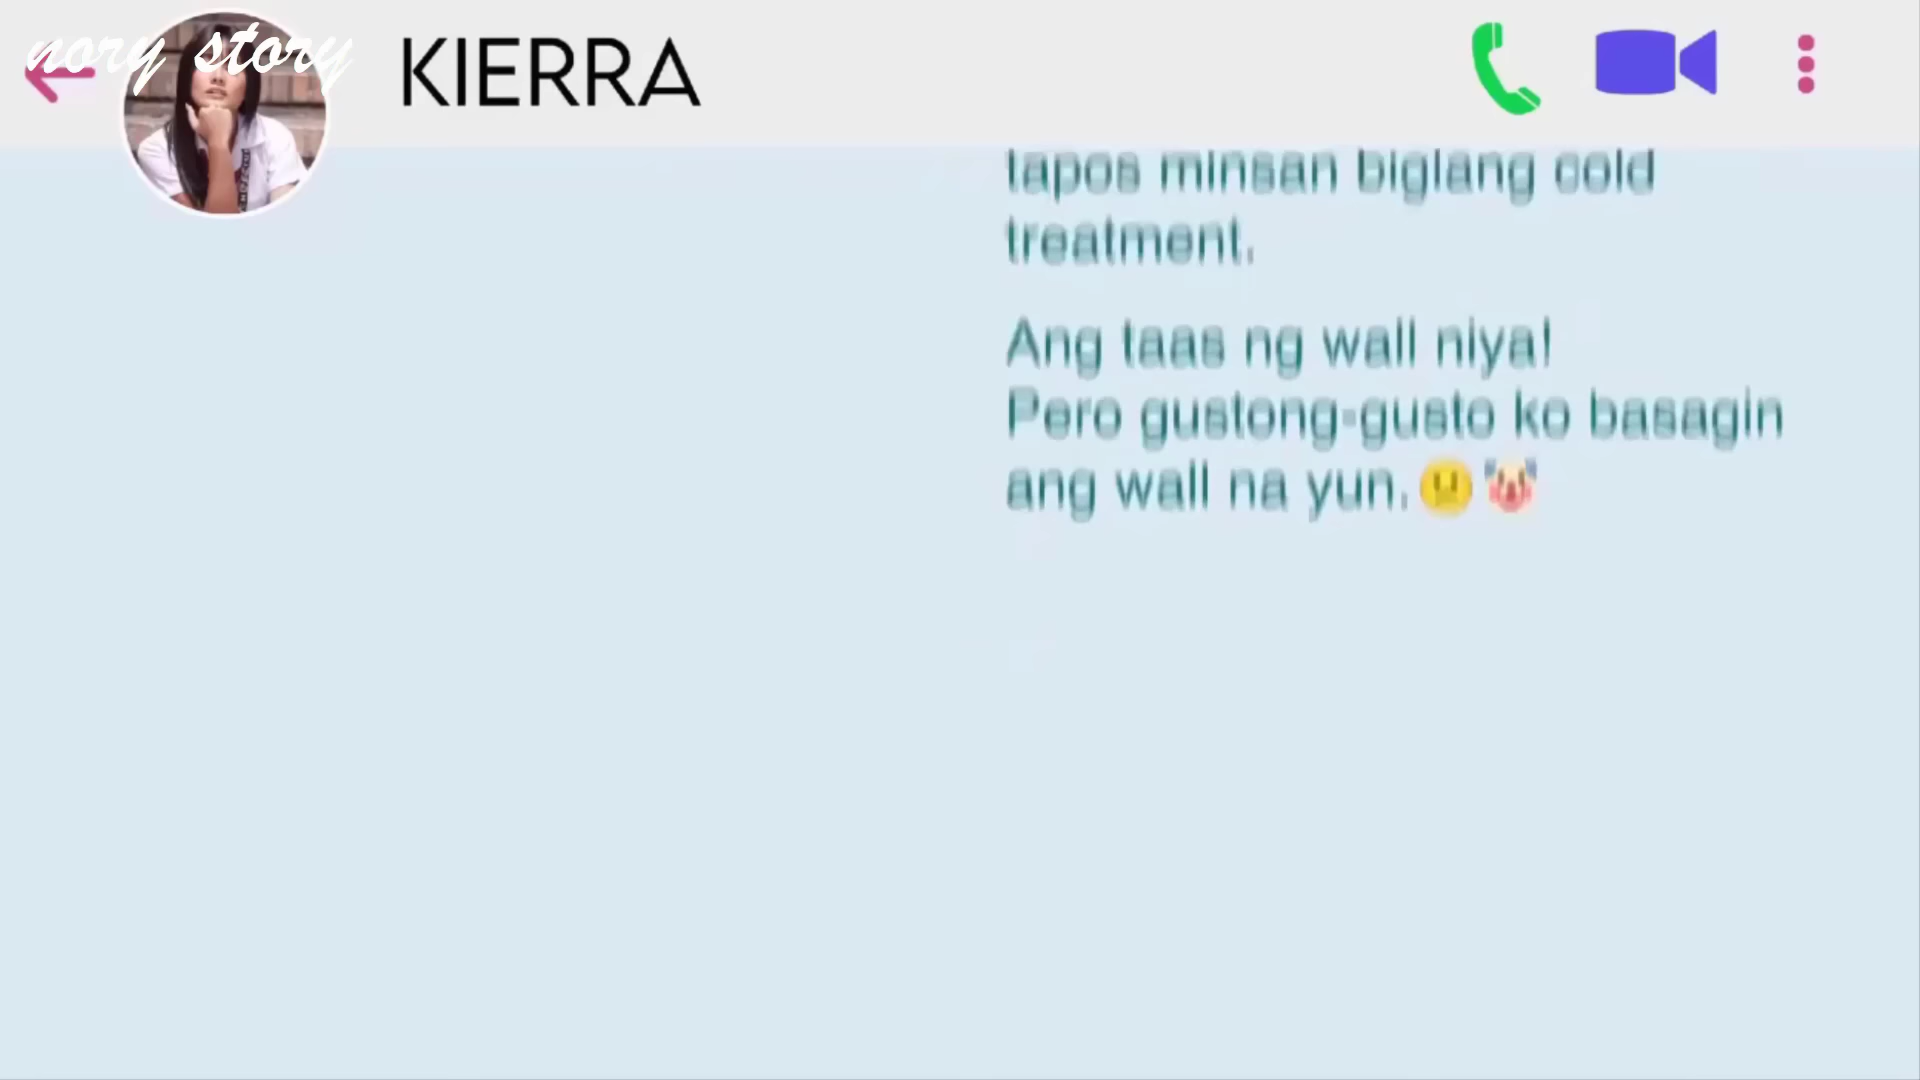 nory story
KIERRA
tapos minsan biglang cold
treatment.
Ang taas ng wall niya!
Pero gustong-gusto ko basagin
ang wall na yun.